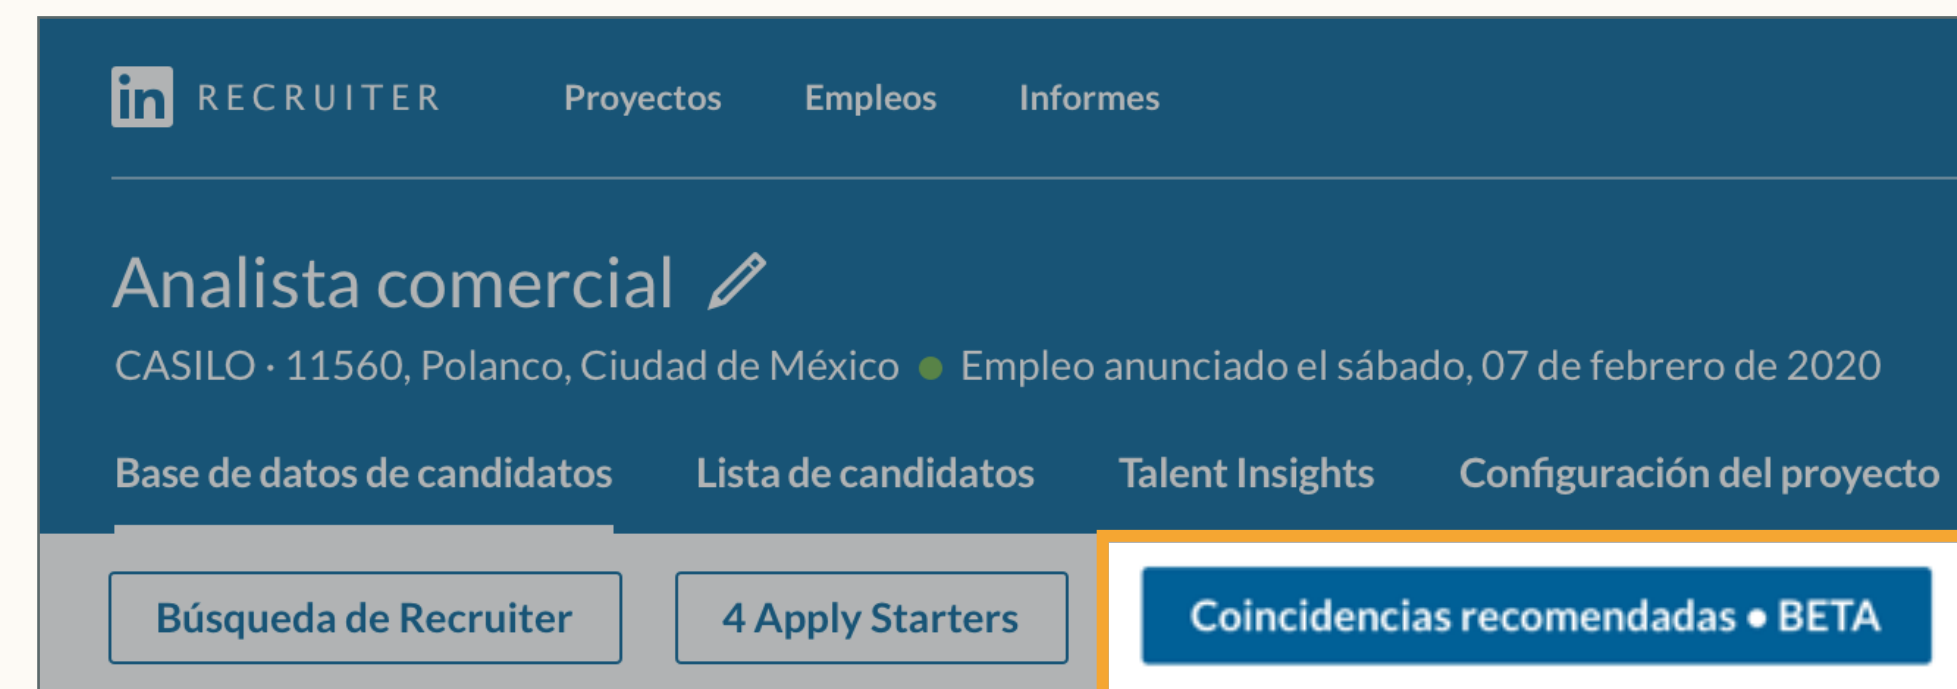 in RECRUITER Proyectos Empleos Informes
Analista comercial
CASILO · 11560, Polanco, Ciudad de México ● Empleo anunciado el sábado, 07 de febrero de 2020
Base de datos de candidatos Lista de candidatos Talent Insights Configuración del proyecto
Búsqueda de Recruiter 4 Apply Starters Coincidencias recomendadas ● BETA